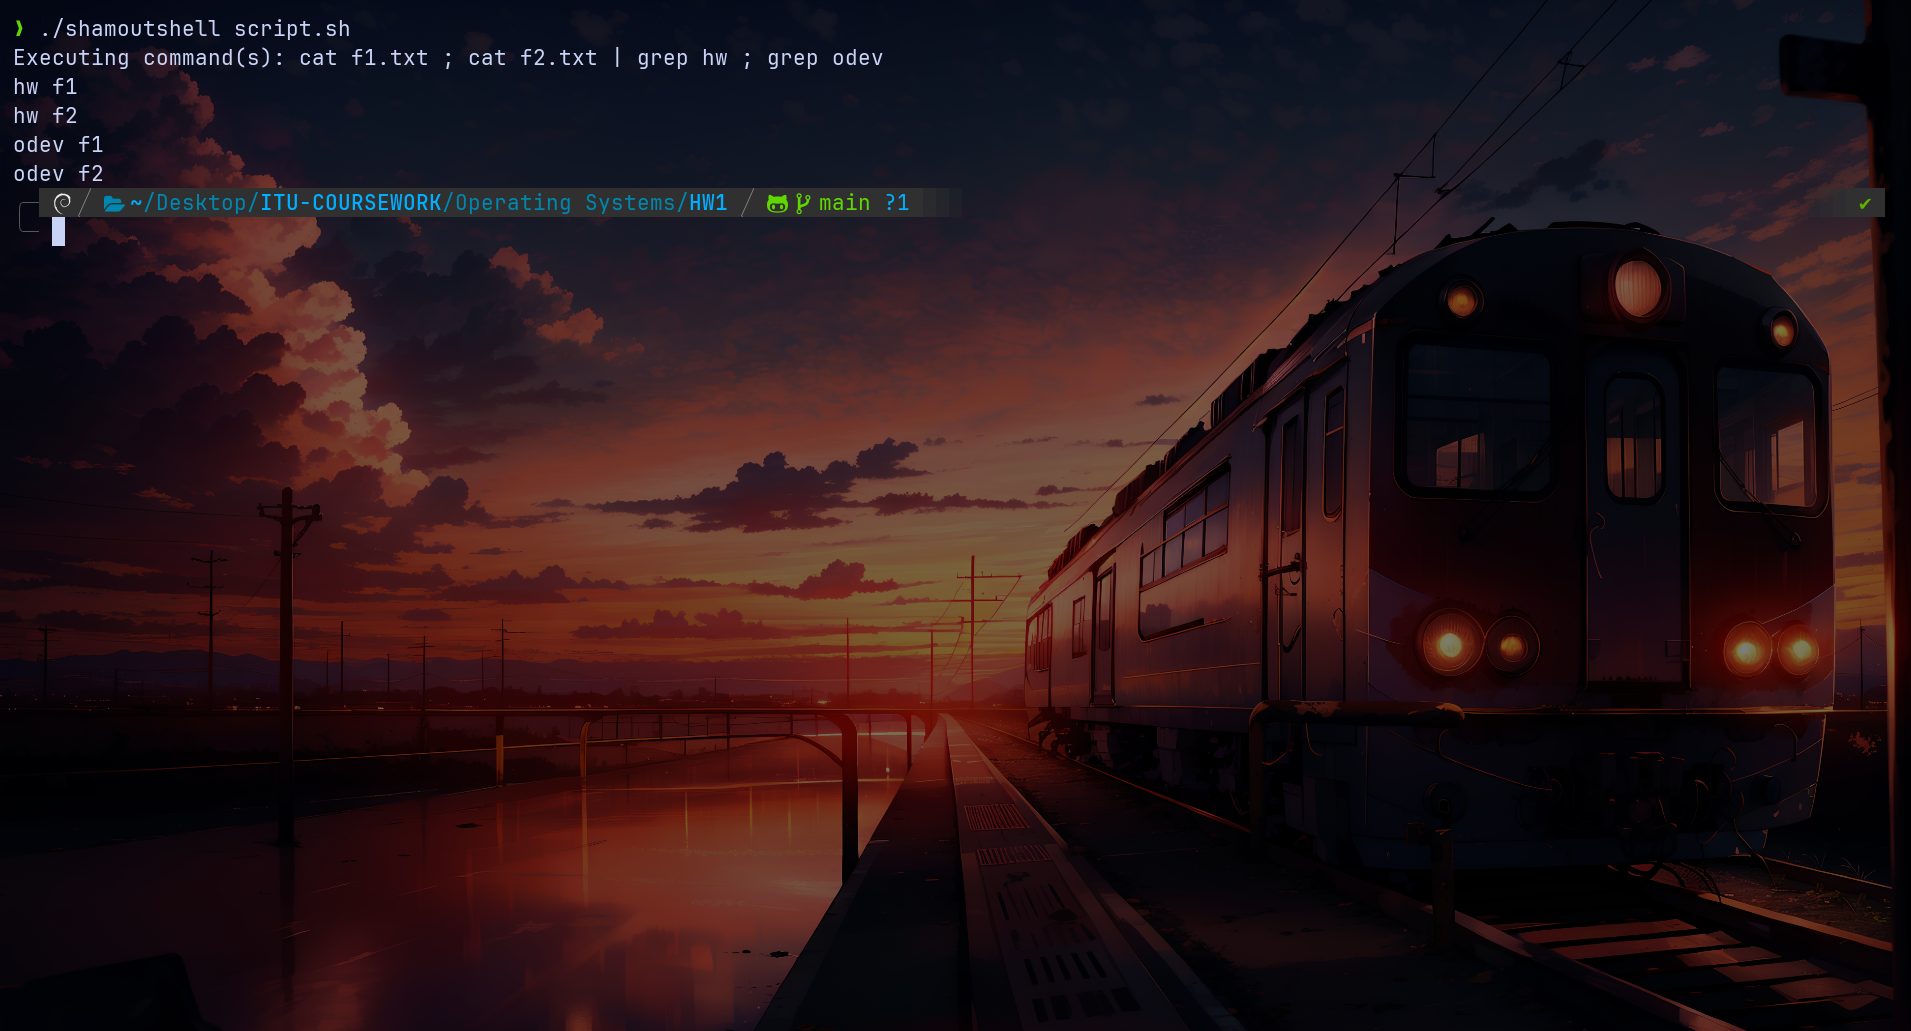 ❯ ./shamoutshell script.sh
Executing command(s): cat f1.txt ; cat f2.txt | grep hw ; grep odev
hw f1
hw f2
odev f1
odev f2
~/Desktop/ITU-COURSEWORK/Operating Systems/HW1 main ?1 ✔